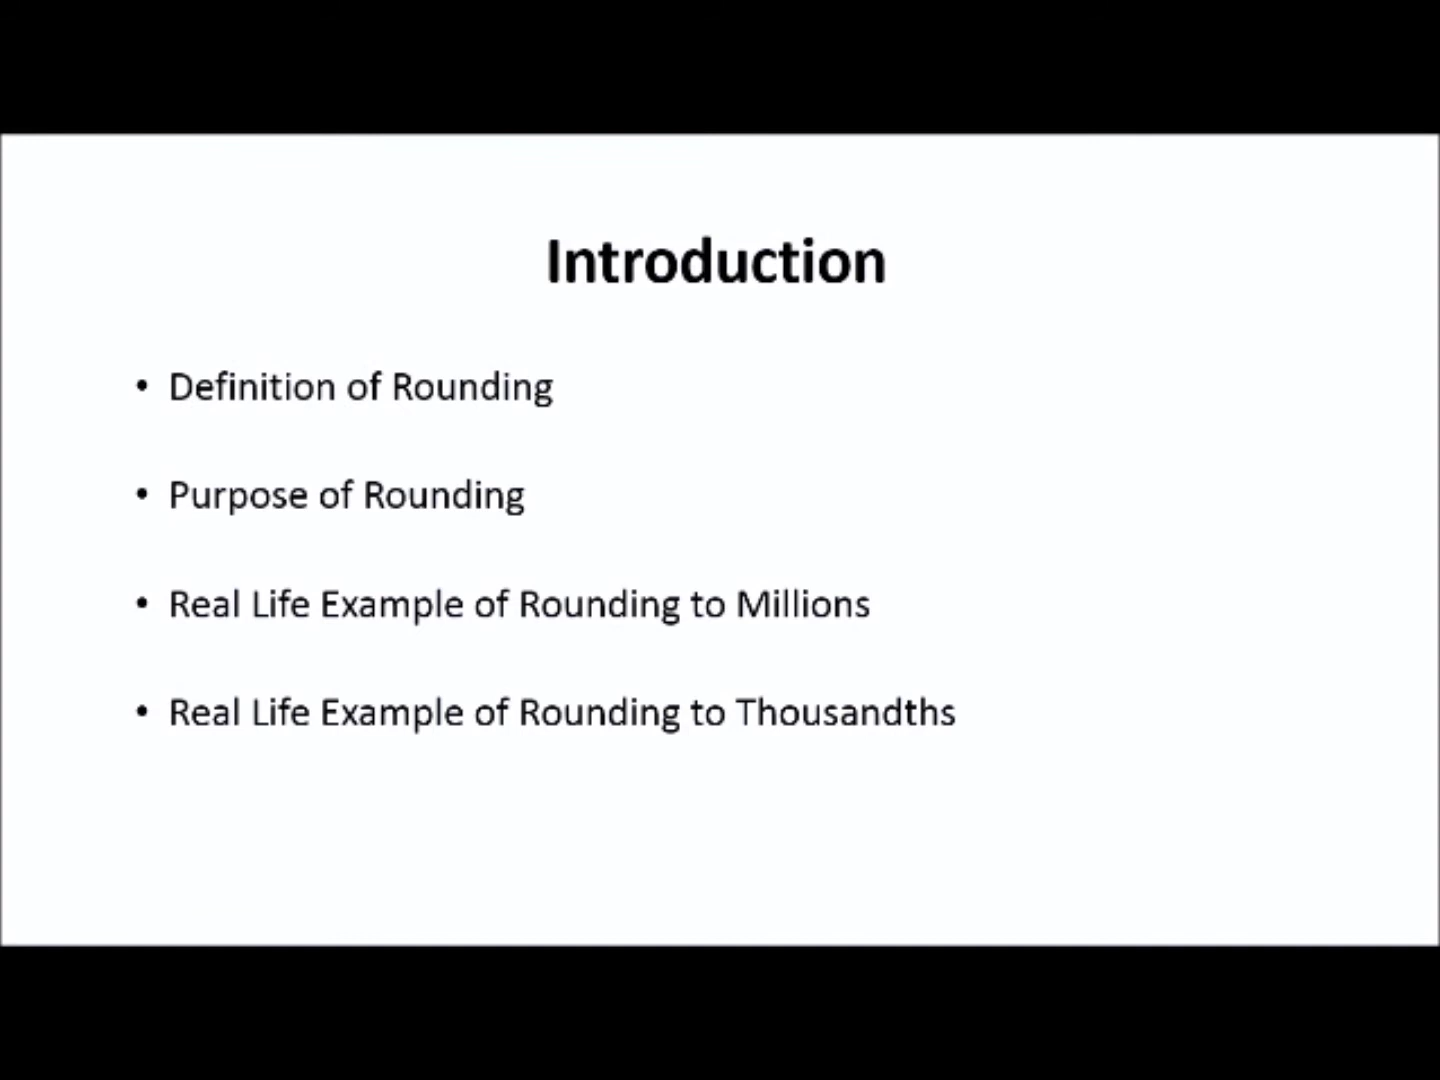 Introduction
• Definition of Rounding
• Purpose of Rounding
• Real Life Example of Rounding to Millions
• Real Life Example of Rounding to Thousandths